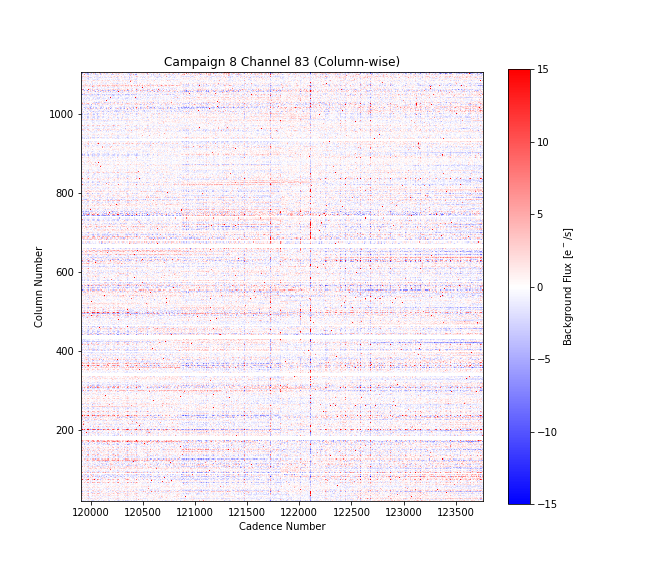 Campaign 8 Channel 83 (Column-wise)
1000
800
600
400
200
Column Number
120000 120500 121000 121500 122000 122500 123000 123500
Cadence Number
15
10
5
0
−5
−10
−15
Background Flux [e⁻/s]